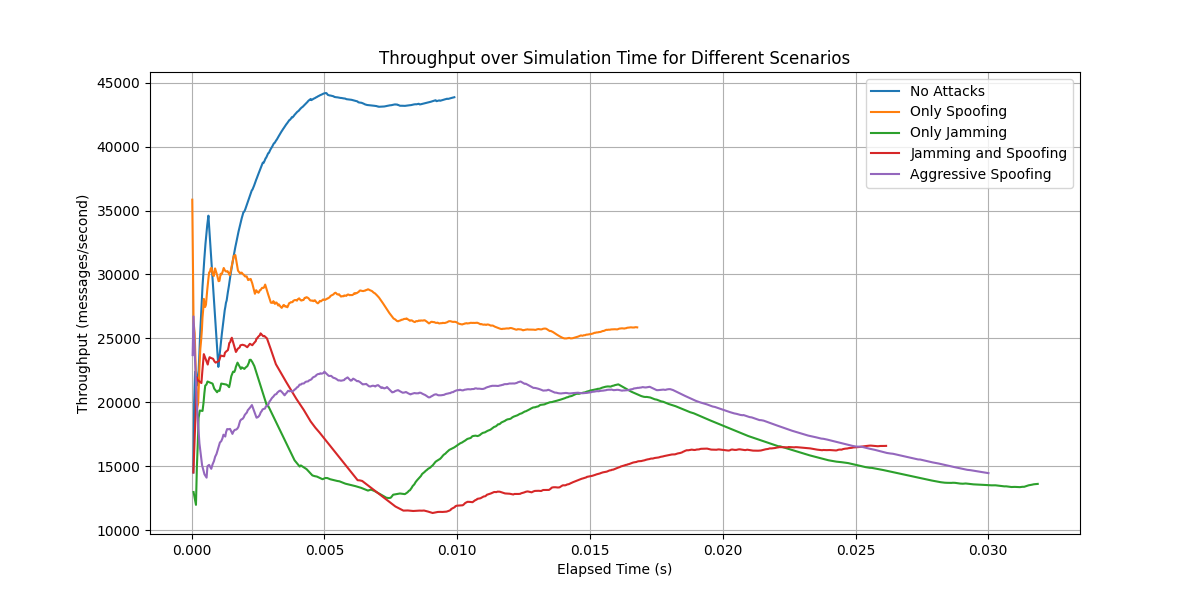 Throughput over Simulation Time for Different Scenarios
Throughput (messages/second)
45000
40000
35000
30000
25000
20000
15000
10000
No Attacks
Only Spoofing
Only Jamming
Jamming and Spoofing
Aggressive Spoofing
0.000 0.005 0.010 0.015 0.020 0.025 0.030
Elapsed Time (s)